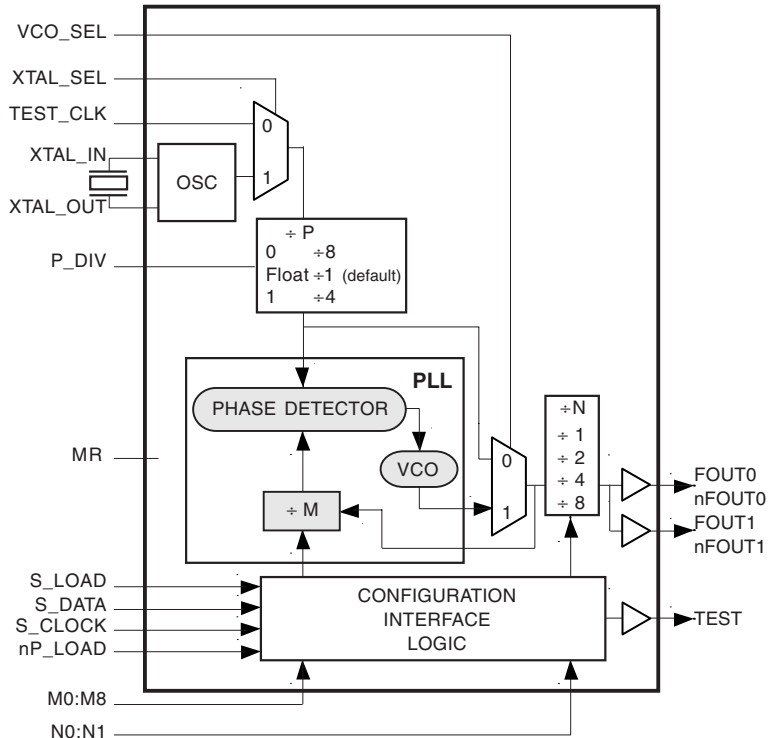 VCO_SEL
XTAL_SEL
TEST_CLK
0
XTAL_IN
OSC
1
XTAL_OUT
÷ P
0 ÷8
P_DIV
Float ÷1 (default)
1 ÷4
PLL
PHASE DETECTOR
÷N
÷ 1
÷ 2
÷ 4
÷ 8
MR
VCO
0
1
÷ M
FOUT0
nFOUT0
FOUT1
nFOUT1
S_LOAD
S_DATA
S_CLOCK
nP_LOAD
CONFIGURATION
INTERFACE
LOGIC
TEST
M0:M8
N0:N1